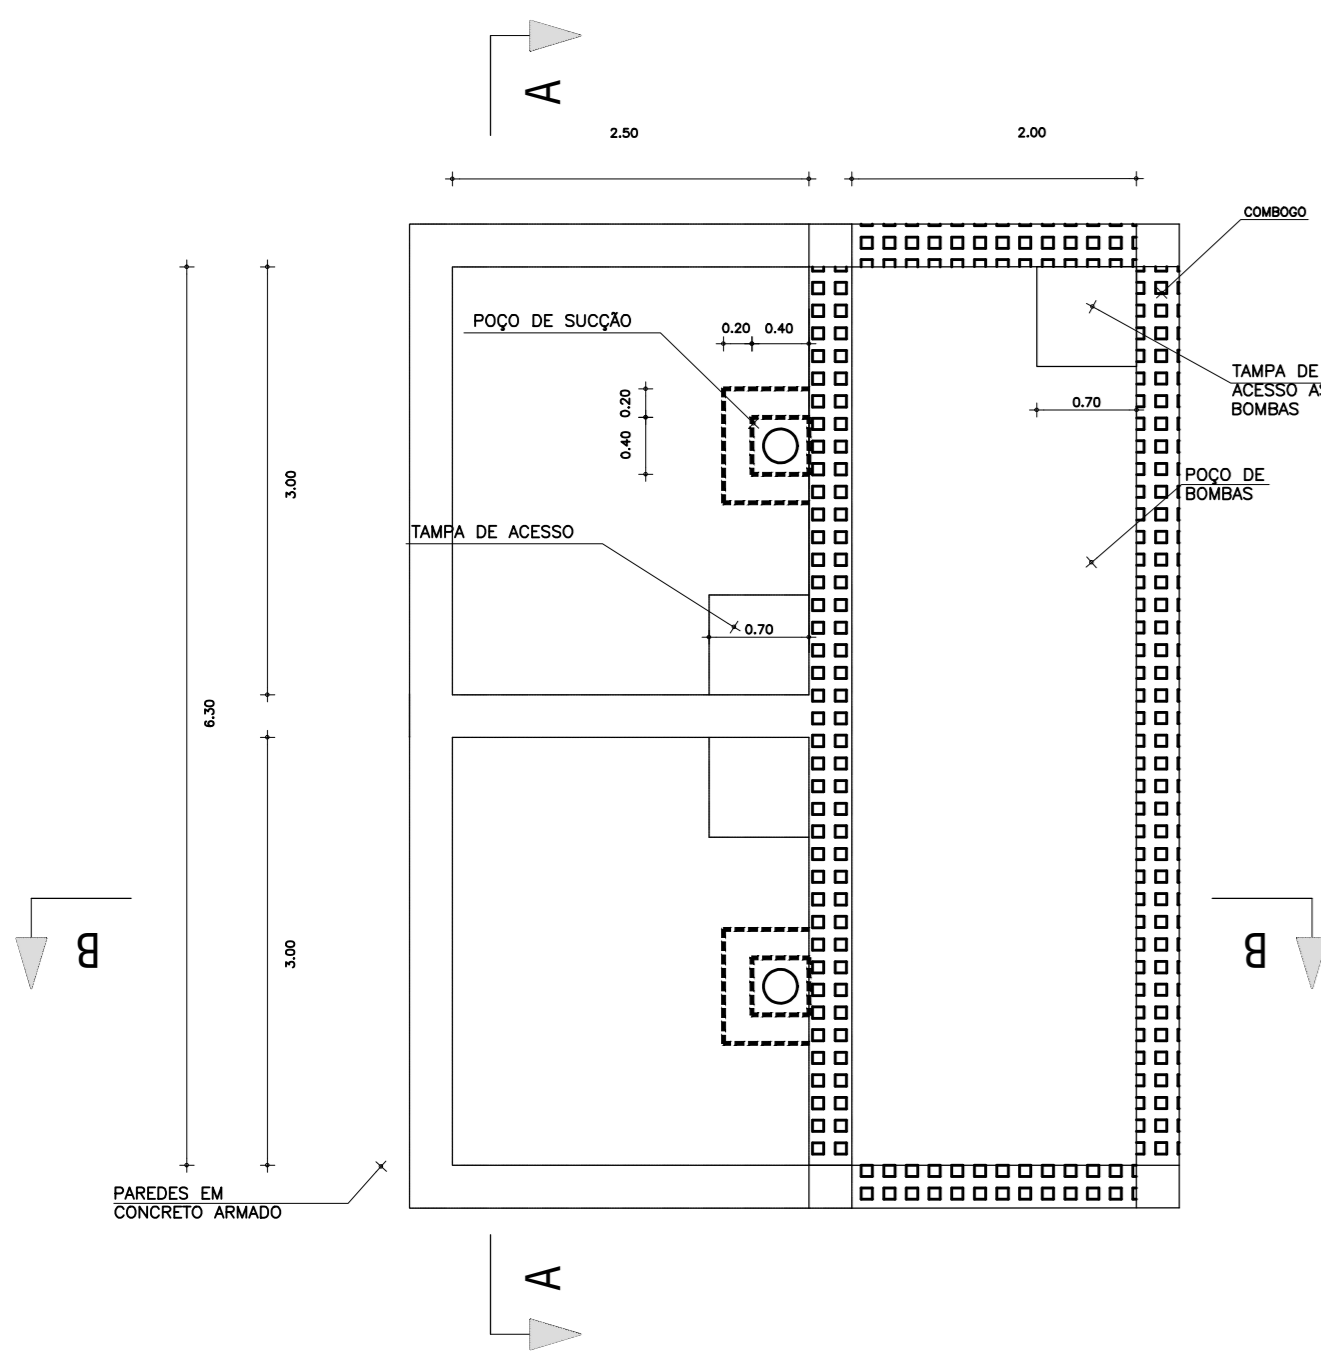 A
2.50
2.00
COMBOGO
POÇO DE SUCÇÃO
0.20
0.40
TAMPA DE
ACESSO AS
BOMBAS
0.20
0.70
0.40
3.00
POÇO DE
BOMBAS
TAMPA DE ACESSO
0.70
6.30
B
B
3.00
PAREDES EM
CONCRETO ARMADO
A